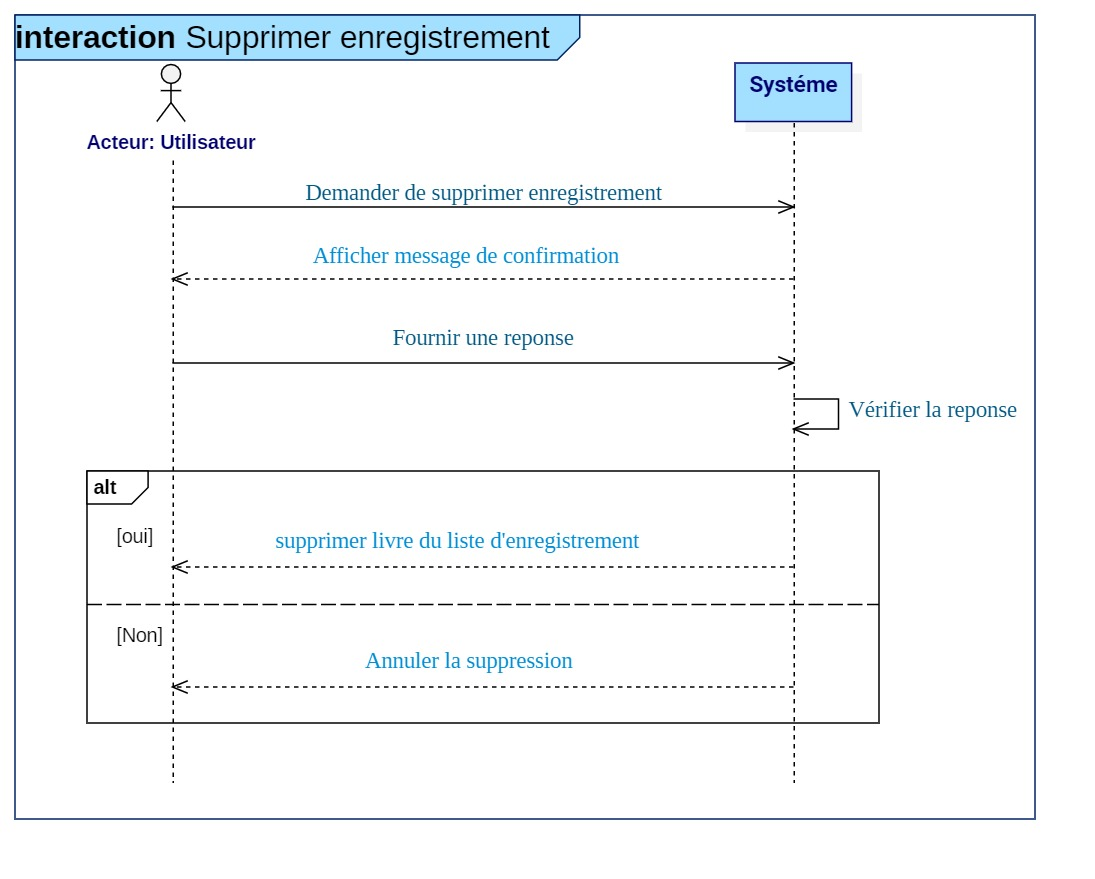 interaction Supprimer enregistrement
Systéme
Acteur: Utilisateur
Demander de supprimer enregistrement
Afficher message de confirmation
Fournir une reponse
Vérifier la reponse
alt
[oui]
supprimer livre du liste d'enregistrement
[Non]
Annuler la suppression